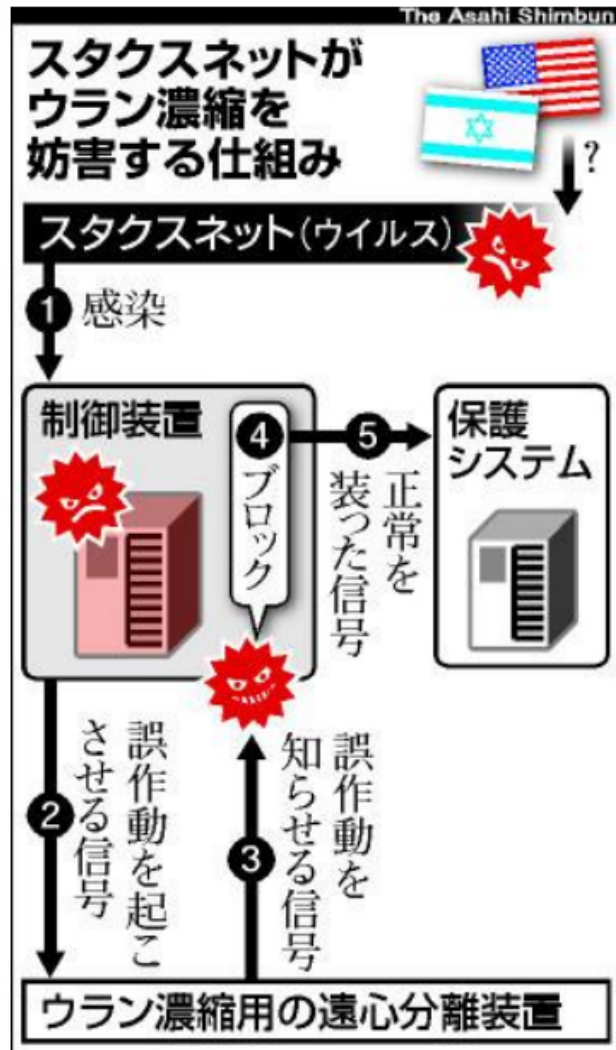 The Asahi Shimbun
スタクスネットが
ウラン濃縮を
妨害する仕組み
?
スタクスネット(ウイルス)
1 感染
制御装置
4
ブロック
5
正常を
装った信号
保護
システム
2
誤作動を起こ
させる信号
3
誤作動を
知らせる信号
ウラン濃縮用の遠心分離装置